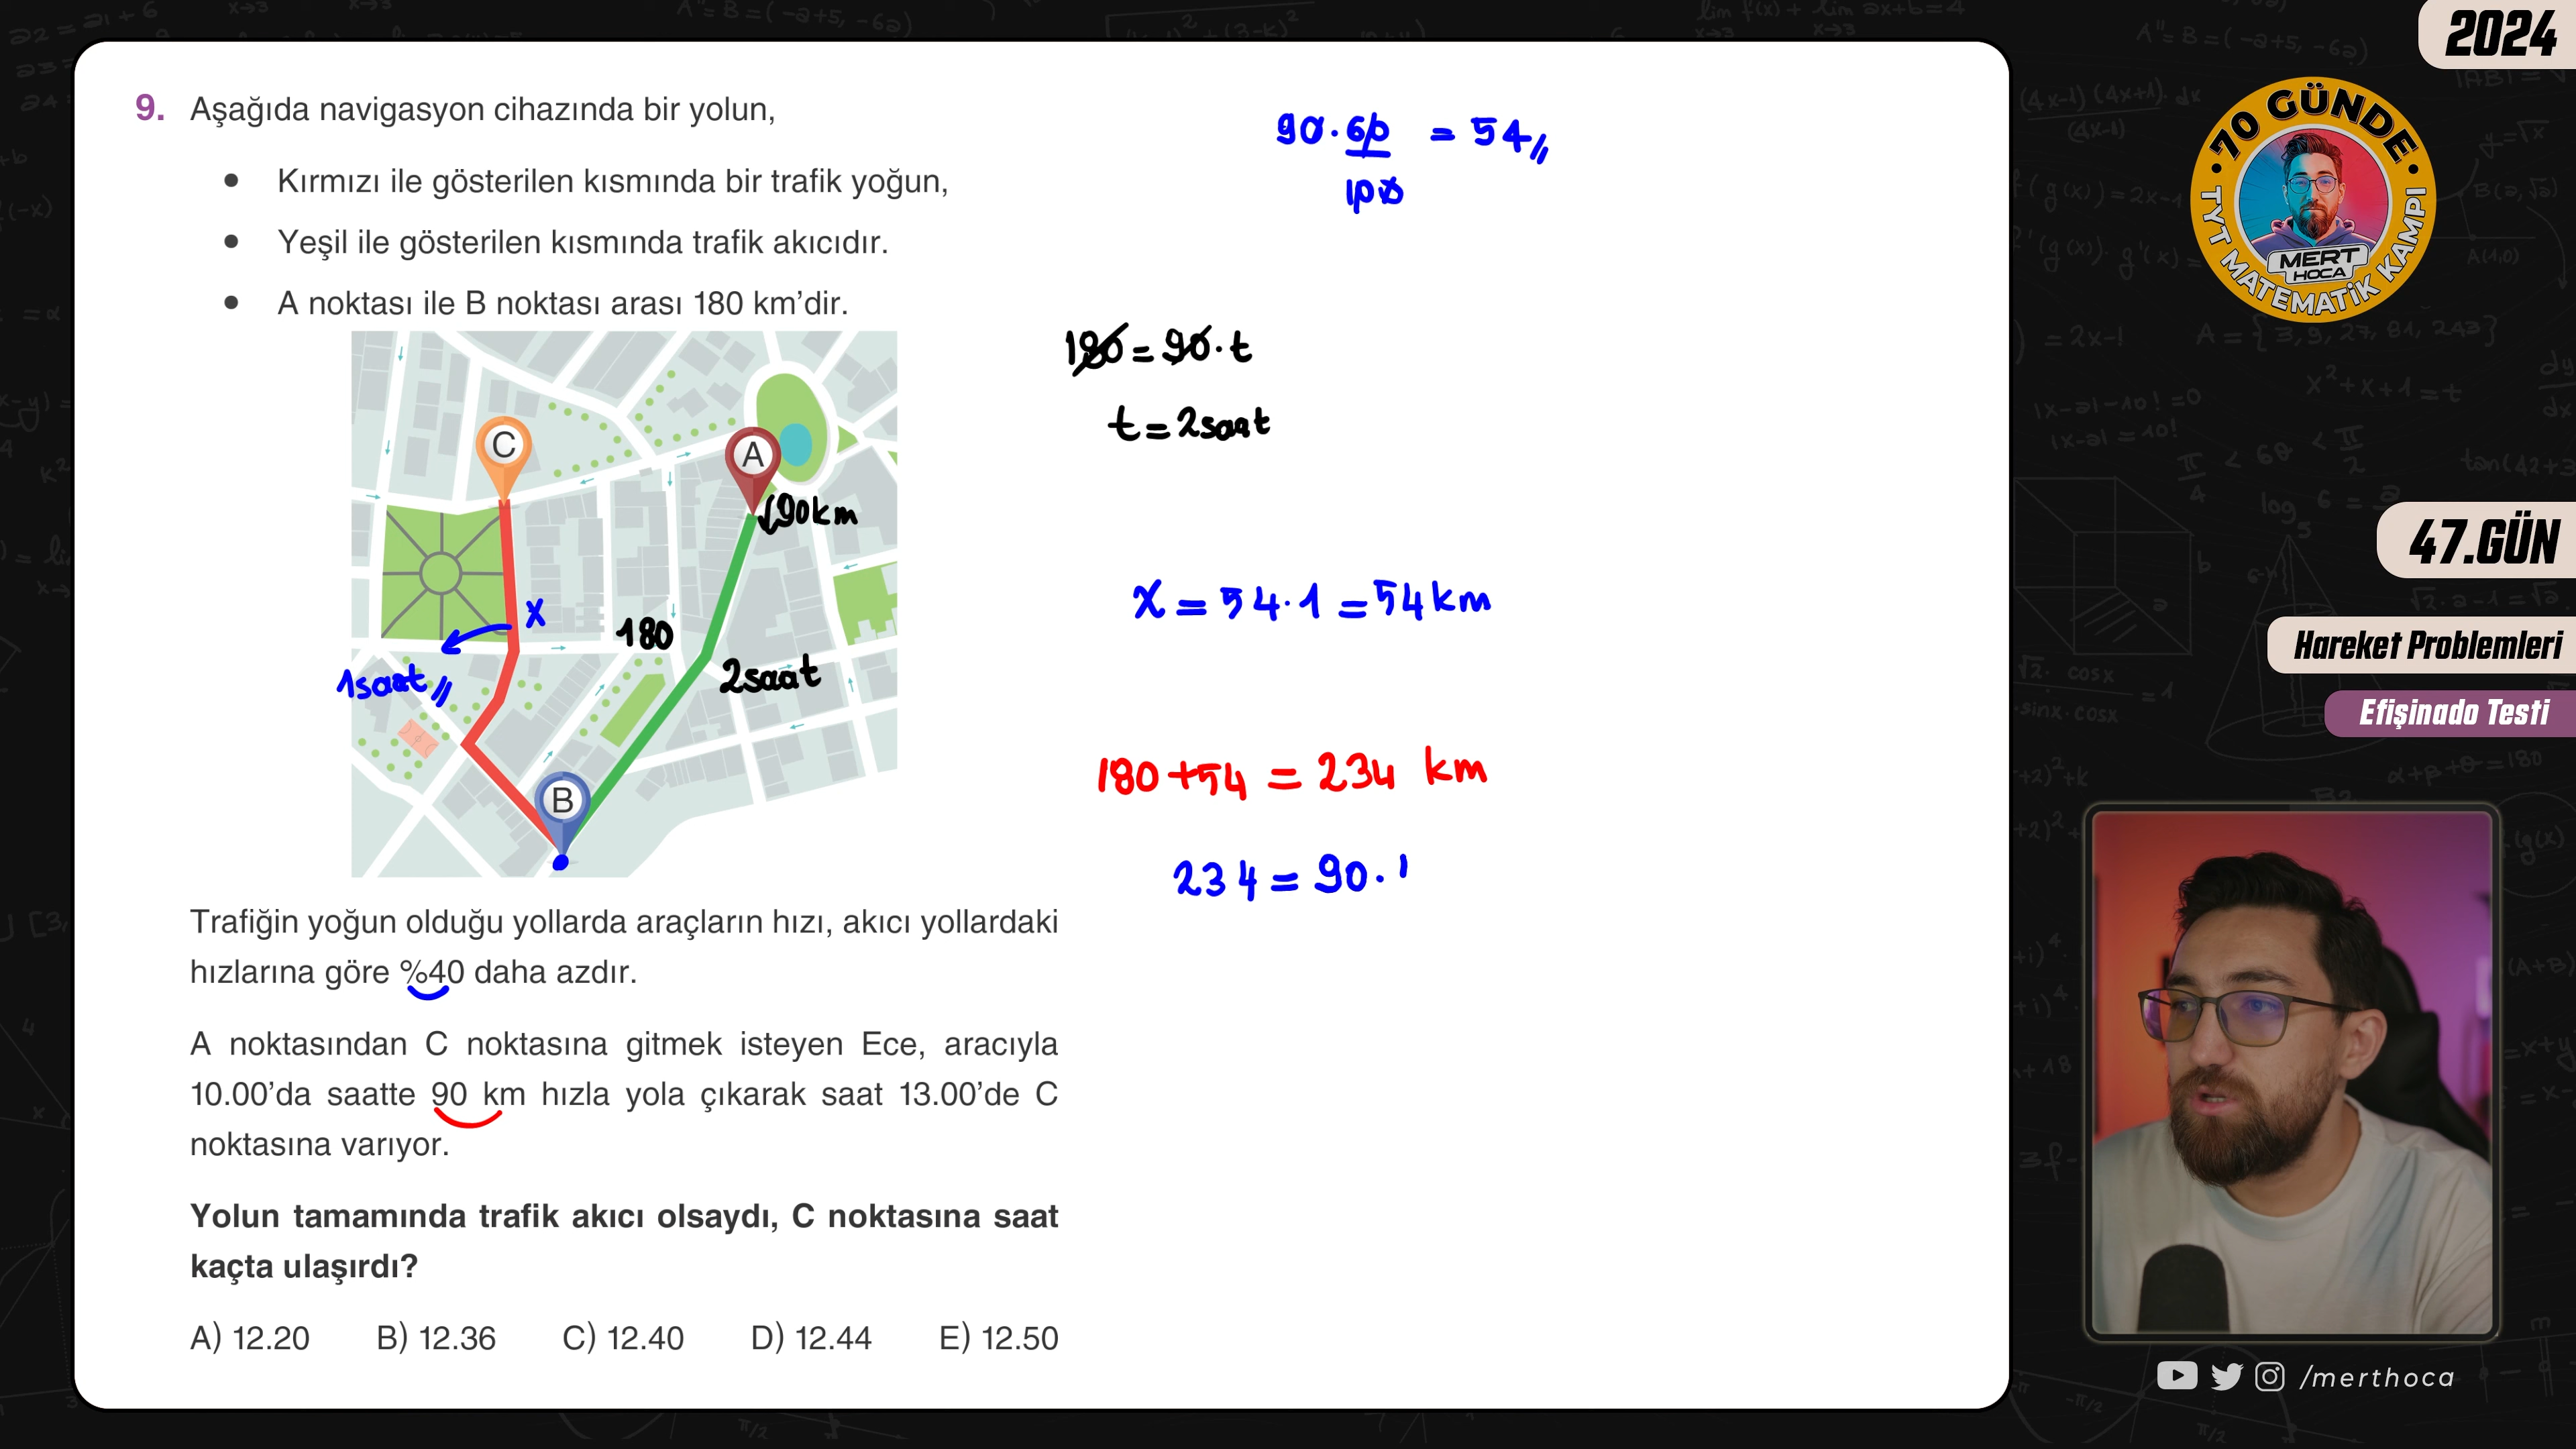 2024
70 GÜNDE
TYT MATEMATİK KAMPI
MERT
HOCA
9. Aşağıda navigasyon cihazında bir yolun,
• Kırmızı ile gösterilen kısmında bir trafik yoğun,
• Yeşil ile gösterilen kısmında trafik akıcıdır.
• A noktası ile B noktası arası 180 km’dir.
90 . 60 = 54
100
180 = 90 . t
t = 2saat
C
A
90km
x
180
1saat
2saat
B
x = 54 . 1 = 54 km
180 + 54 = 234 km
234 = 90 .
Trafiğin yoğun olduğu yollarda araçların hızı, akıcı yollardaki
hızlarına göre %40 daha azdır.
A noktasından C noktasına gitmek isteyen Ece, aracıyla
10.00’da saatte 90 km hızla yola çıkarak saat 13.00’de C
noktasına varıyor.
Yolun tamamında trafik akıcı olsaydı, C noktasına saat
kaçta ulaşırdı?
A) 12.20 B) 12.36 C) 12.40 D) 12.44 E) 12.50
47.GÜN
Hareket Problemleri
Efişinado Testi
/merthoca